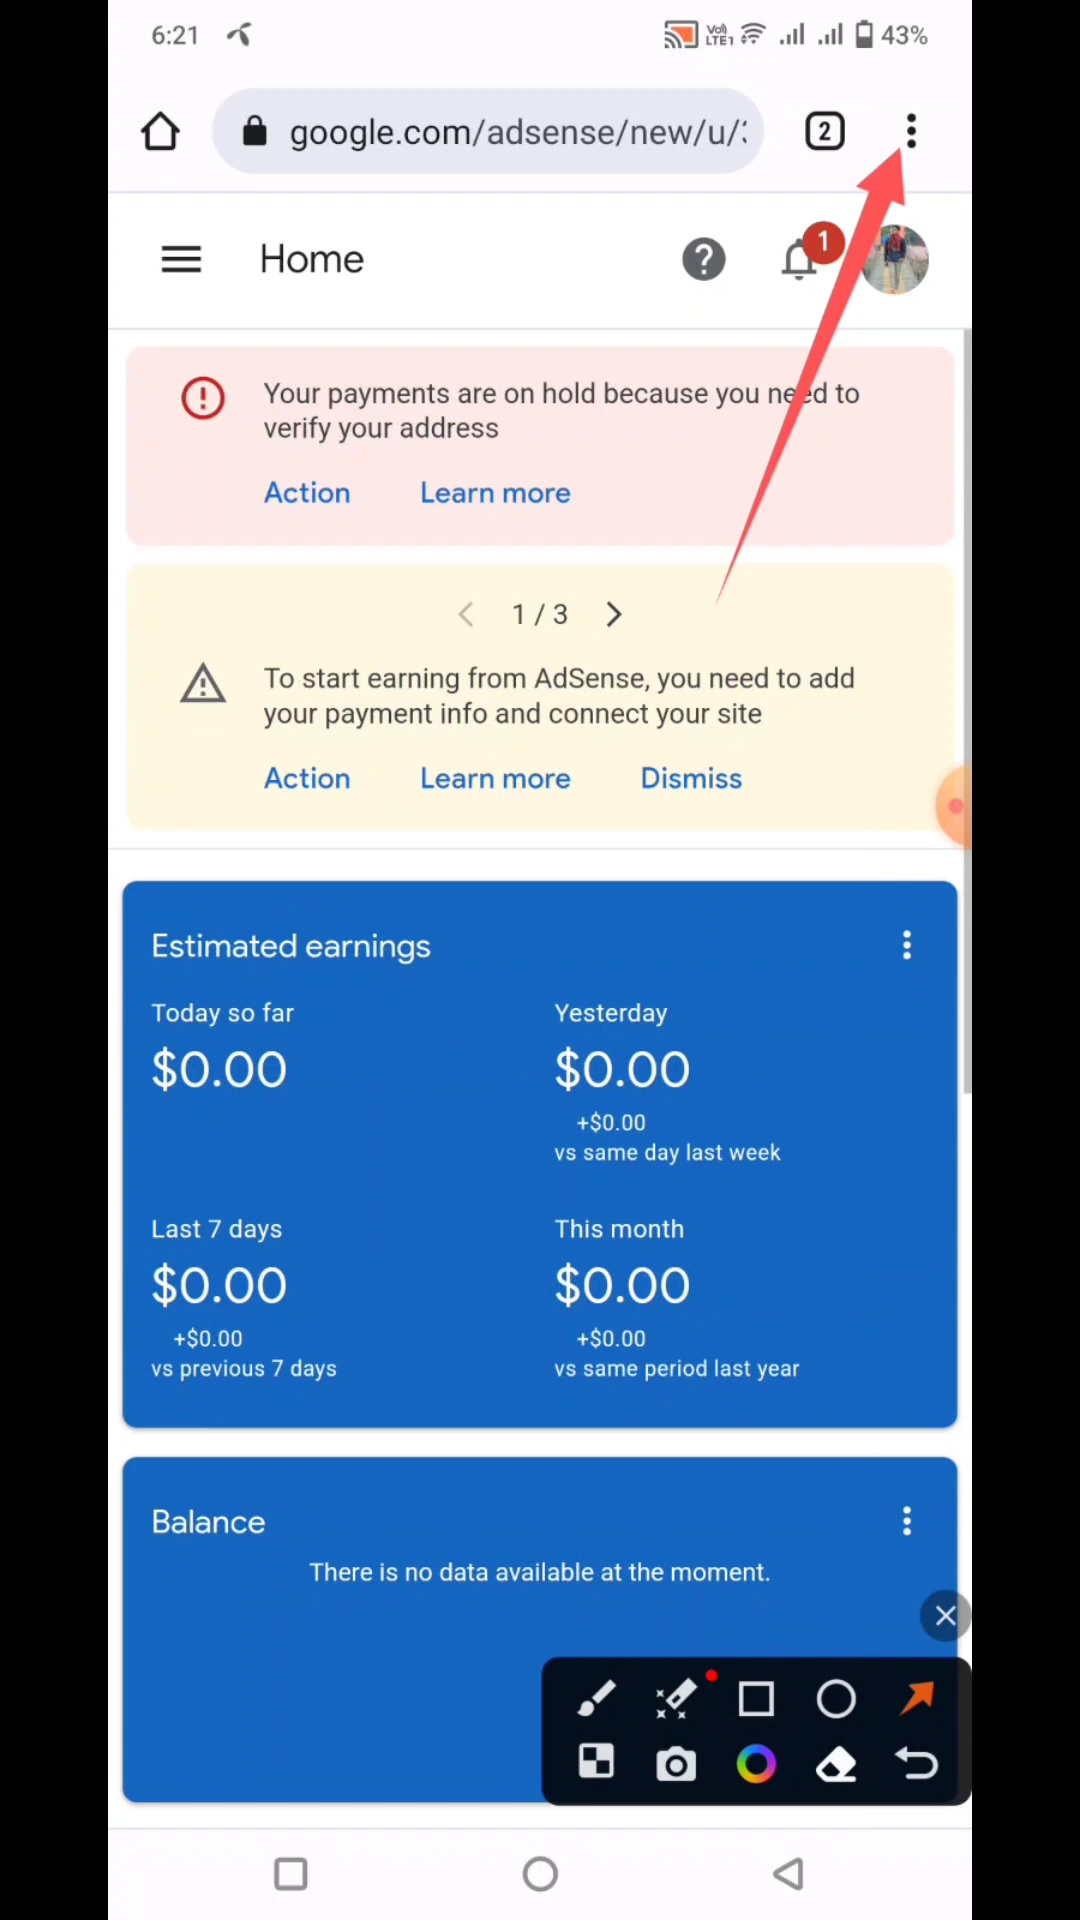 6:21
Vo)) LTE1
43%
google.com/adsense/new/u/
2
Home
1
Your payments are on hold because you need to
verify your address
Action Learn more
1 / 3
To start earning from AdSense, you need to add
your payment info and connect your site
Action Learn more Dismiss
Estimated earnings
Today so far
$0.00
Yesterday
$0.00
+$0.00
vs same day last week
Last 7 days
$0.00
+$0.00
vs previous 7 days
This month
$0.00
+$0.00
vs same period last year
Balance
There is no data available at the moment.